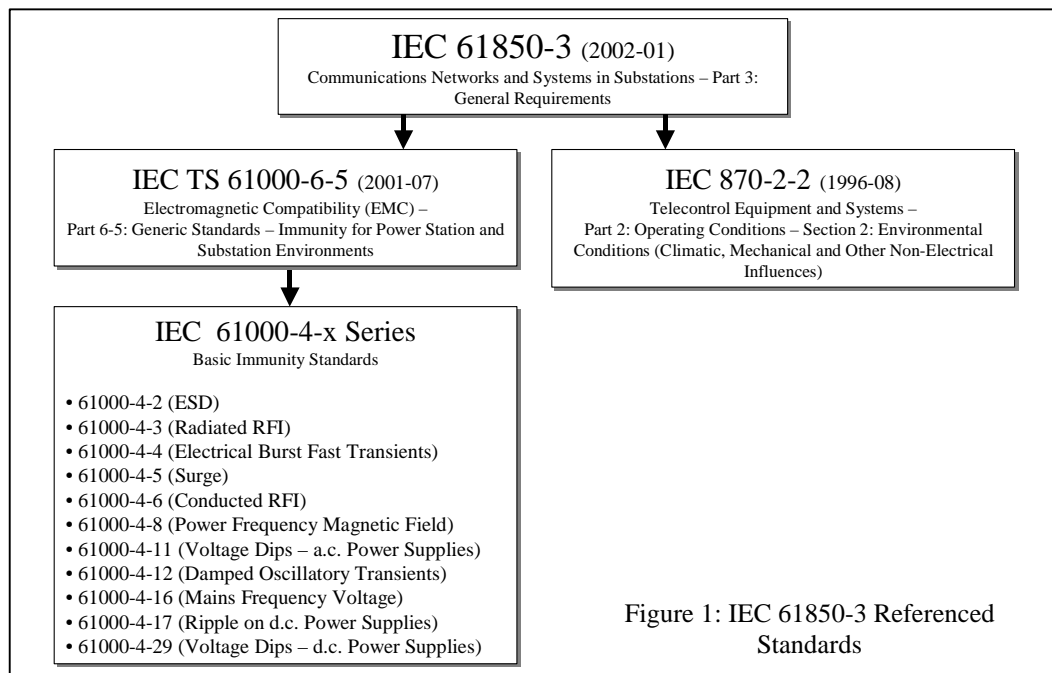 IEC 61850-3 (2002-01)
Communications Networks and Systems in Substations – Part 3:
General Requirements
IEC TS 61000-6-5 (2001-07)
Electromagnetic Compatibility (EMC) –
Part 6-5: Generic Standards – Immunity for Power Station and
Substation Environments
IEC 870-2-2 (1996-08)
Telecontrol Equipment and Systems –
Part 2: Operating Conditions – Section 2: Environmental
Conditions (Climatic, Mechanical and Other Non-Electrical
Influences)
IEC 61000-4-x Series
Basic Immunity Standards
• 61000-4-2 (ESD)
• 61000-4-3 (Radiated RFI)
• 61000-4-4 (Electrical Burst Fast Transients)
• 61000-4-5 (Surge)
• 61000-4-6 (Conducted RFI)
• 61000-4-8 (Power Frequency Magnetic Field)
• 61000-4-11 (Voltage Dips – a.c. Power Supplies)
• 61000-4-12 (Damped Oscillatory Transients)
• 61000-4-16 (Mains Frequency Voltage)
• 61000-4-17 (Ripple on d.c. Power Supplies)
• 61000-4-29 (Voltage Dips – d.c. Power Supplies)
Figure 1: IEC 61850-3 Referenced
Standards